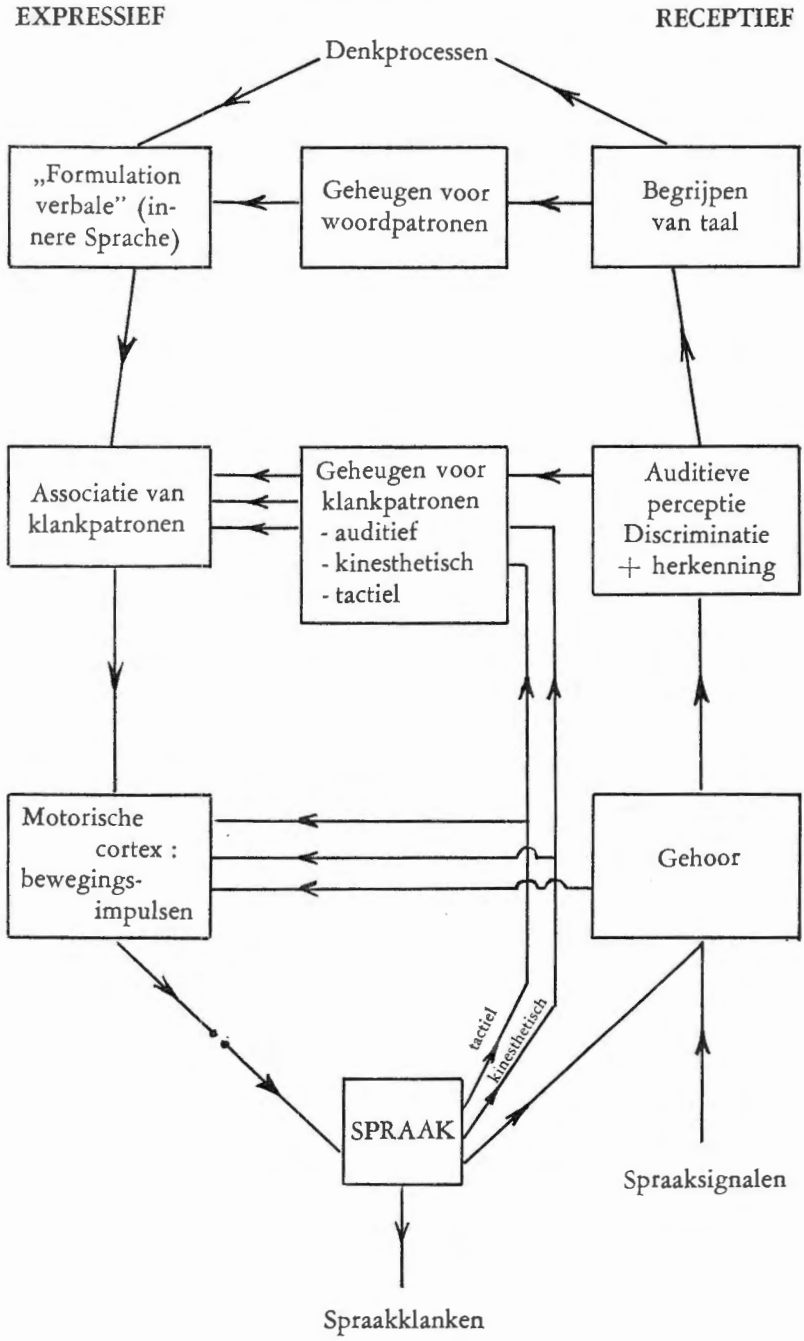 EXPRESSIEF
RECEPTIEF
Denkprocessen
„Formulation
verbale” (in-
nere Sprache)
Geheugen voor
woordpatronen
Begrijpen
van taal
Associatie van
klankpatronen
Geheugen voor
klankpatronen
- auditief
- kinesthetisch
- tactiel
Auditieve
perceptie
Discriminatie
+ herkenning
Motorische
cortex :
bewegings-
impulsen
Gehoor
tactiel
kinesthetisch
SPRAAK
Spraaksignalen
Spraakklanken